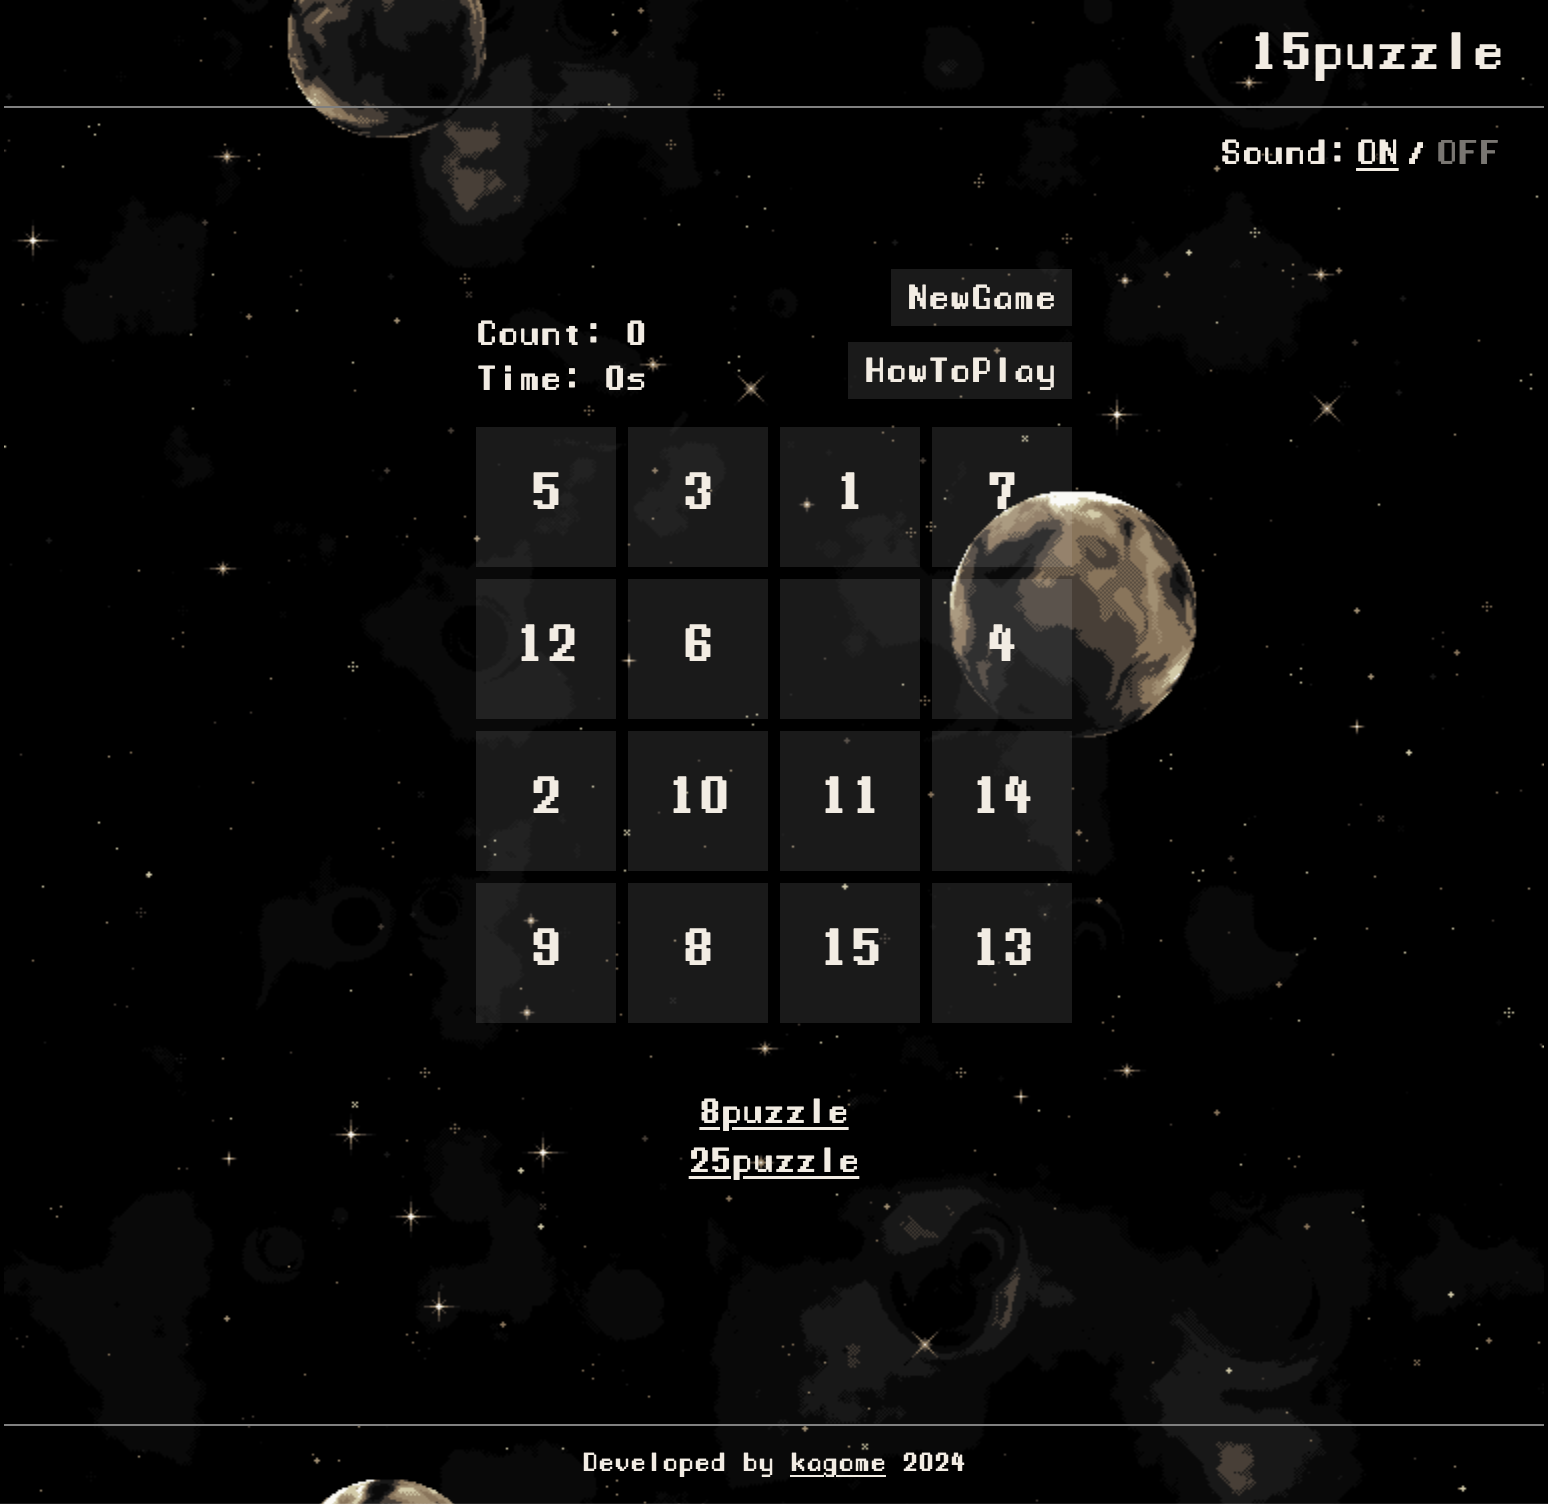 15puzzle
Sound: ON / OFF
NewGame
Count: 0
Time: 0s
HowToPlay
5 3 1 7
12 6 4
2 10 11 14
9 8 15 13
8puzzle
25puzzle
Developed by kagome 2024